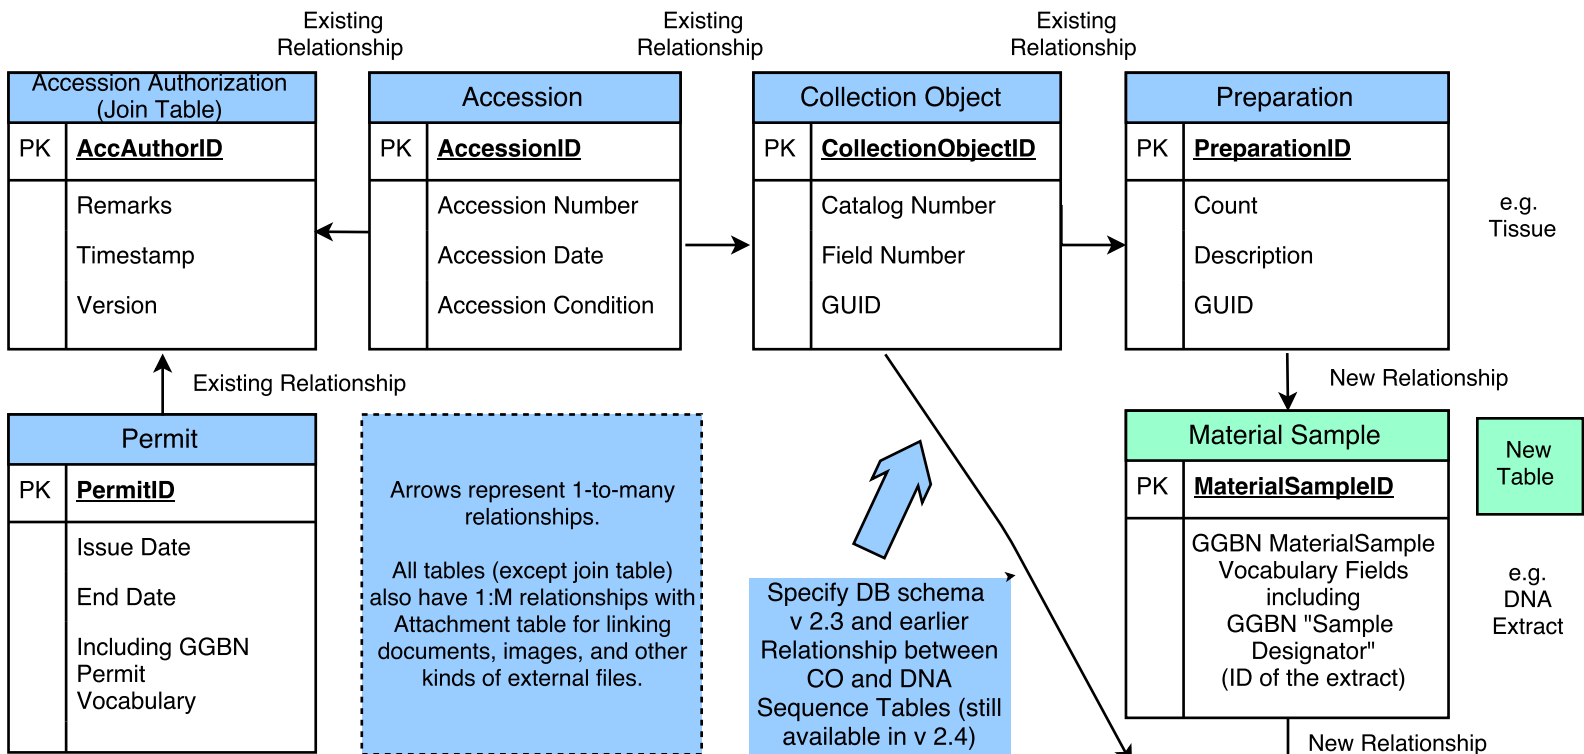 Existing
Relationship
Existing
Relationship
Existing
Relationship
Accession Authorization
(Join Table)
PK AccAuthorID
Remarks
Timestamp
Version
Accession
PK AccessionID
Accession Number
Accession Date
Accession Condition
Collection Object
PK CollectionObjectID
Catalog Number
Field Number
GUID
Preparation
PK PreparationID
Count
Description
GUID
e.g.
Tissue
Existing Relationship
New Relationship
Permit
PK PermitID
Issue Date
End Date
Including GGBN
Permit
Vocabulary
Arrows represent 1-to-many
relationships.
All tables (except join table)
also have 1:M relationships with
Attachment table for linking
documents, images, and other
kinds of external files.
Specify DB schema
v 2.3 and earlier
Relationship between
CO and DNA
Sequence Tables (still
available in v 2.4)
Material Sample
PK MaterialSampleID
GGBN MaterialSample
Vocabulary Fields
including
GGBN "Sample
Designator"
(ID of the extract)
New
Table
e.g.
DNA
Extract
New Relationship